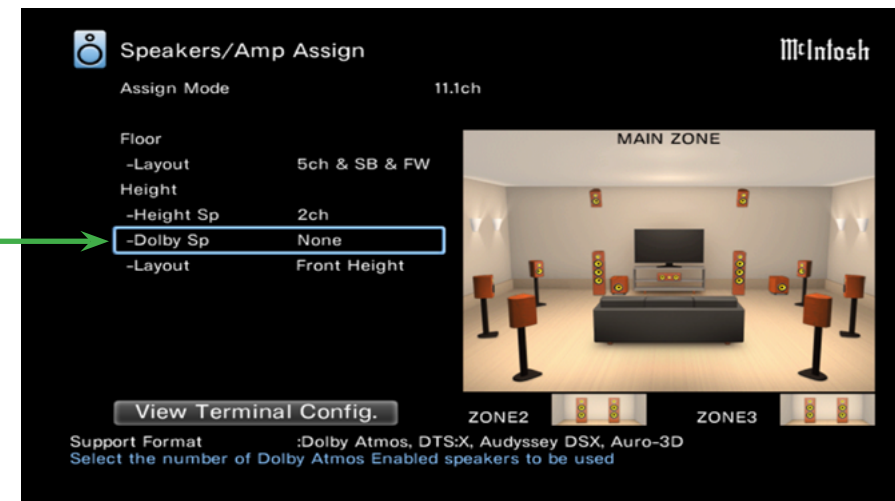 Speakers/Amp Assign
McIntosh
Assign Mode 11.1ch
Floor
-Layout 5ch & SB & FW
Height
-Height Sp 2ch
-Dolby Sp None
-Layout Front Height
MAIN ZONE
View Terminal Config.
ZONE2
ZONE3
Support Format :Dolby Atmos, DTS:X, Audyssey DSX, Auro-3D
Select the number of Dolby Atmos Enabled speakers to be used